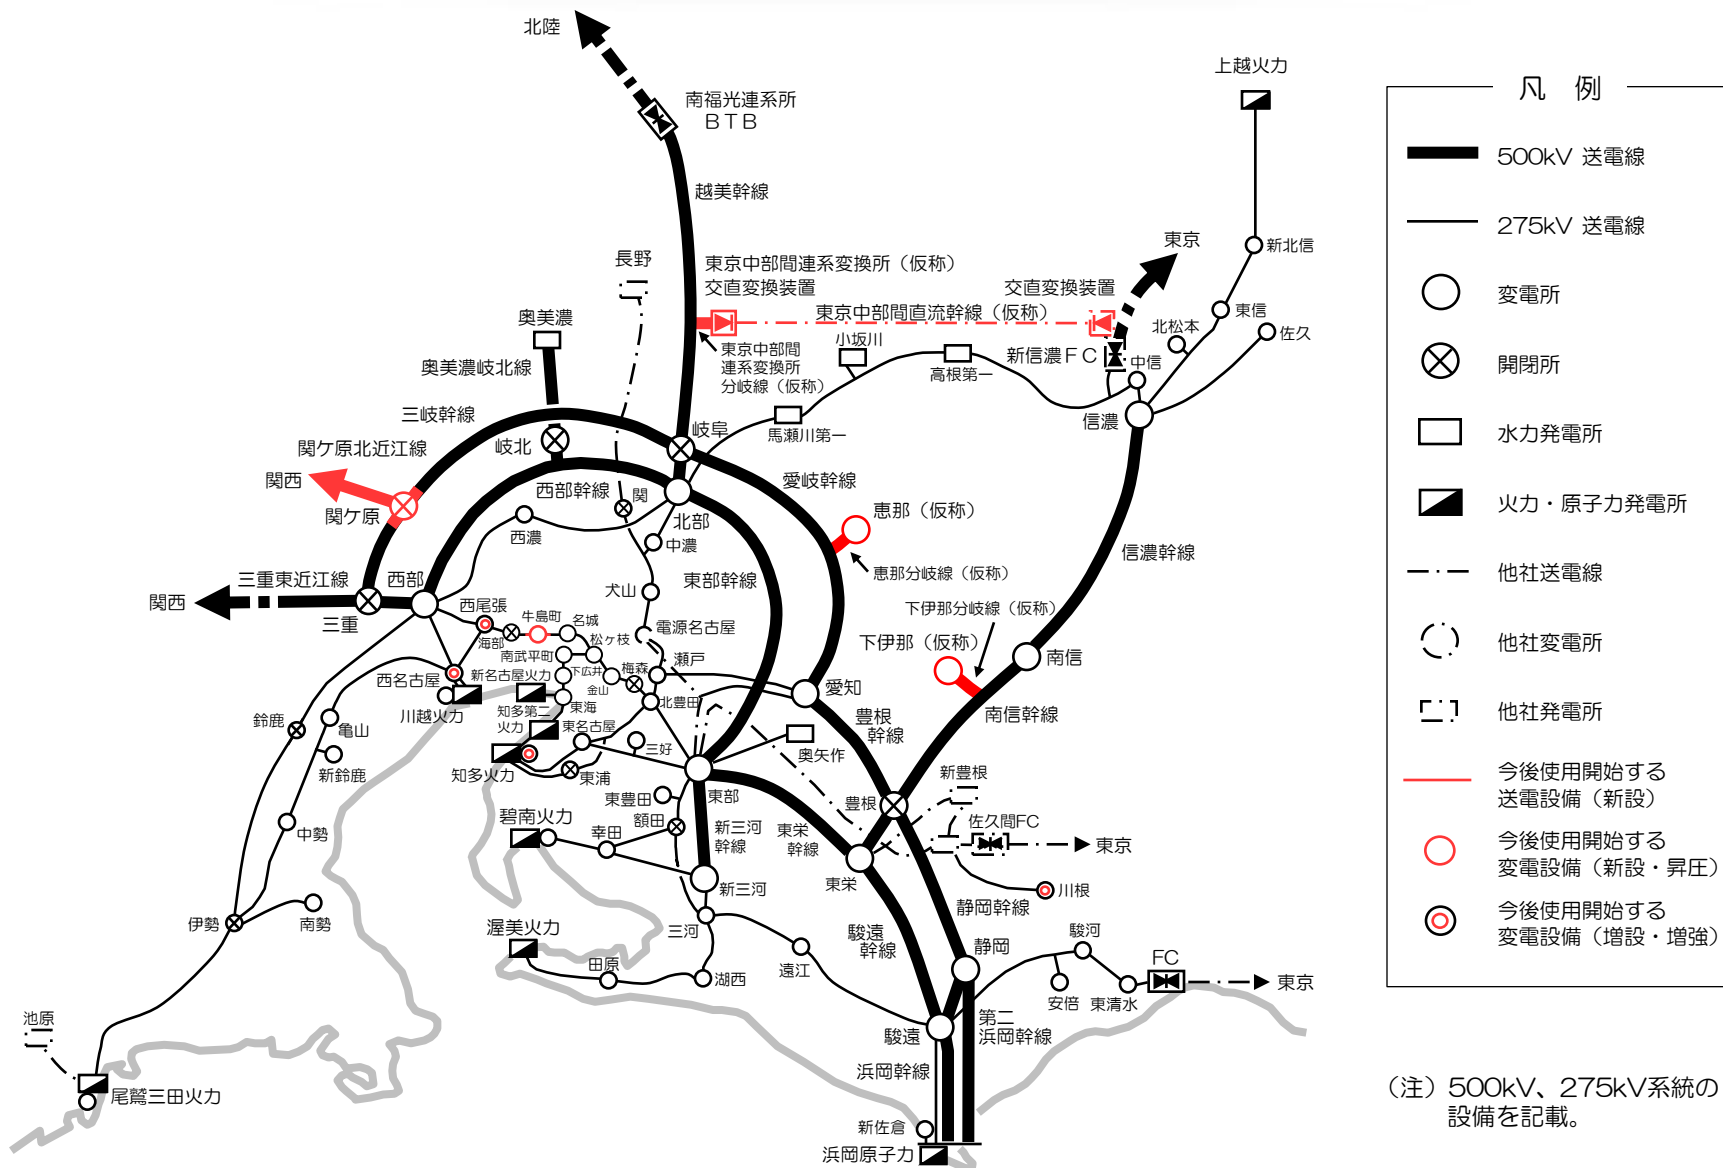 北陸
南福光連系所
BTB
越美幹線
上越火力
新北信
東信
佐久
北松本
東京
長野
東京中部間連系変換所（仮称）
交直変換装置
交直変換装置
東京中部間直流幹線（仮称）
東京中部間
連系変換所
分岐線（仮称）
小坂川
高根第一
馬瀬川第一
新信濃FC
中信
信濃
奥美濃
奥美濃岐北線
三岐幹線
関ケ原北近江線
関西
関ケ原
岐北
岐阜
西部幹線
関
北部
西濃
中濃
愛岐幹線
恵那（仮称）
恵那分岐線（仮称）
信濃幹線
三重東近江線
関西
三重
西部
東部幹線
犬山
電源名古屋
下伊那分岐線（仮称）
下伊那（仮称）
南信
南信幹線
西尾張
海部
牛島町
名城
松ヶ枝
南武平町
下広井
金山
梅森
瀬戸
北豊田
愛知
西名古屋
新名古屋火力
川越火力
知多第二
火力
東海
東名古屋
三好
東浦
知多火力
鈴鹿
亀山
新鈴鹿
中勢
伊勢
南勢
池原
尾鷲三田火力
奥矢作
豊根
幹線
新豊根
豊根
佐久間FC
東京
東豊田
東部
額田
碧南火力
幸田
新三河
幹線
東栄
幹線
東栄
新三河
三河
静岡幹線
川根
渥美火力
田原
湖西
遠江
駿遠
幹線
静岡
駿河
安倍
東清水
FC
東京
駿遠
第二
浜岡幹線
浜岡幹線
新佐倉
浜岡原子力
凡　例
500kV 送電線
275kV 送電線
変電所
開閉所
水力発電所
火力・原子力発電所
他社送電線
他社変電所
他社発電所
今後使用開始する
送電設備（新設）
今後使用開始する
変電設備（新設・昇圧）
今後使用開始する
変電設備（増設・増強）
（注）500kV、275kV系統の
設備を記載。